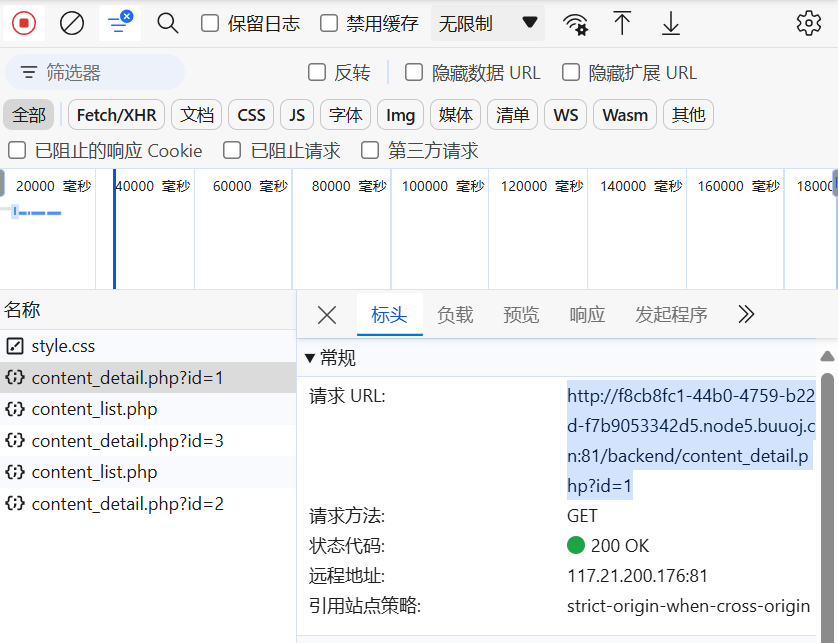 保留日志 禁用缓存 无限制
筛选器 反转 隐藏数据 URL 隐藏扩展 URL
全部 Fetch/XHR 文档 CSS JS 字体 Img 媒体 清单 WS Wasm 其他
已阻止的响应 Cookie 已阻止请求 第三方请求
20000 毫秒 40000 毫秒 60000 毫秒 80000 毫秒 100000 毫秒 120000 毫秒 140000 毫秒 160000 毫秒
名称
style.css
content_detail.php?id=1
content_list.php
content_detail.php?id=3
content_list.php
content_detail.php?id=2
标头 负载 预览 响应 发起程序
常规
请求 URL:
http://f8cb8fc1-44b0-4759-b22
d-f7b9053342d5.node5.buuoj.c
n:81/backend/content_detail.p
hp?id=1
请求方法: GET
状态代码: 200 OK
远程地址: 117.21.200.176:81
引用站点策略: strict-origin-when-cross-origin